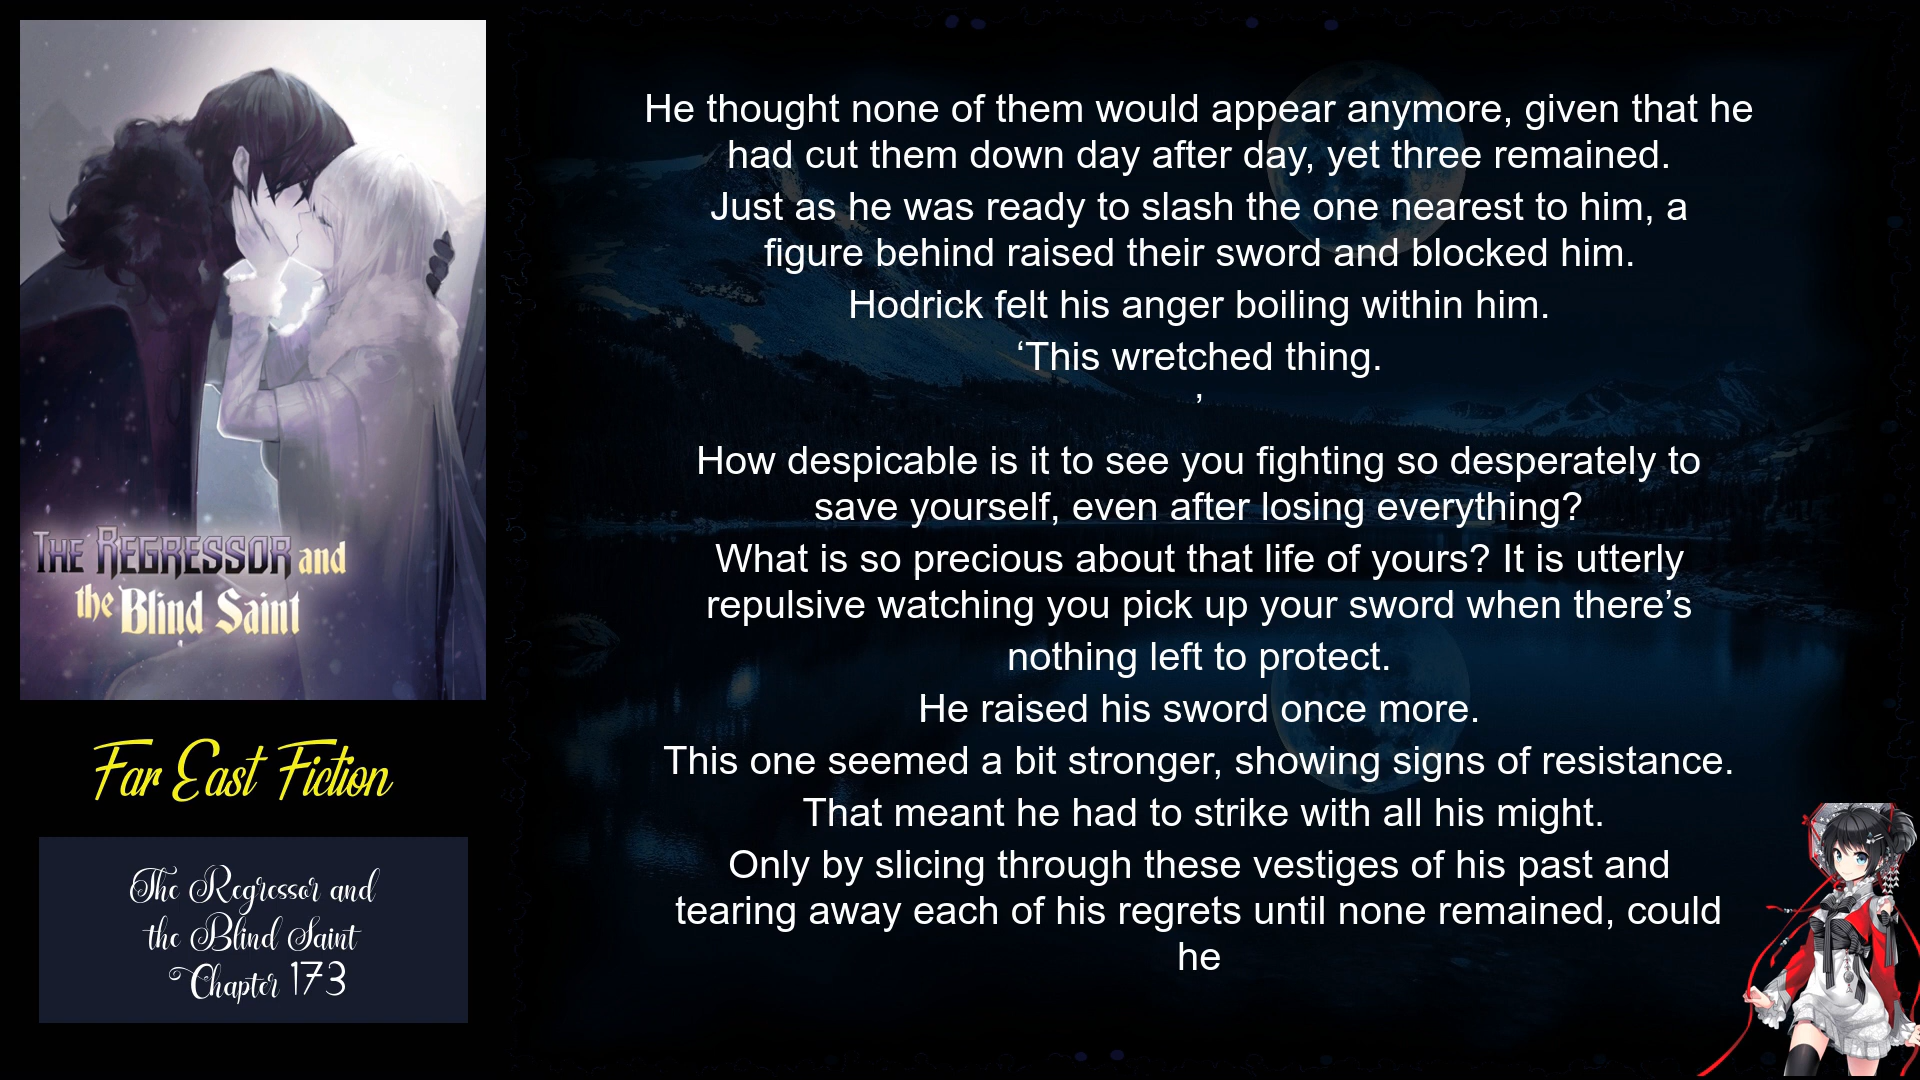 THE REGRESSOR and
the Blind Saint
Far East Fiction
The Regressor and
the Blind Saint
Chapter 173
He thought none of them would appear anymore, given that he
had cut them down day after day, yet three remained.
Just as he was ready to slash the one nearest to him, a
figure behind raised their sword and blocked him.
Hodrick felt his anger boiling within him.
‘This wretched thing.
’
How despicable is it to see you fighting so desperately to
save yourself, even after losing everything?
What is so precious about that life of yours? It is utterly
repulsive watching you pick up your sword when there’s
nothing left to protect.
He raised his sword once more.
This one seemed a bit stronger, showing signs of resistance.
That meant he had to strike with all his might.
Only by slicing through these vestiges of his past and
tearing away each of his regrets until none remained, could
he